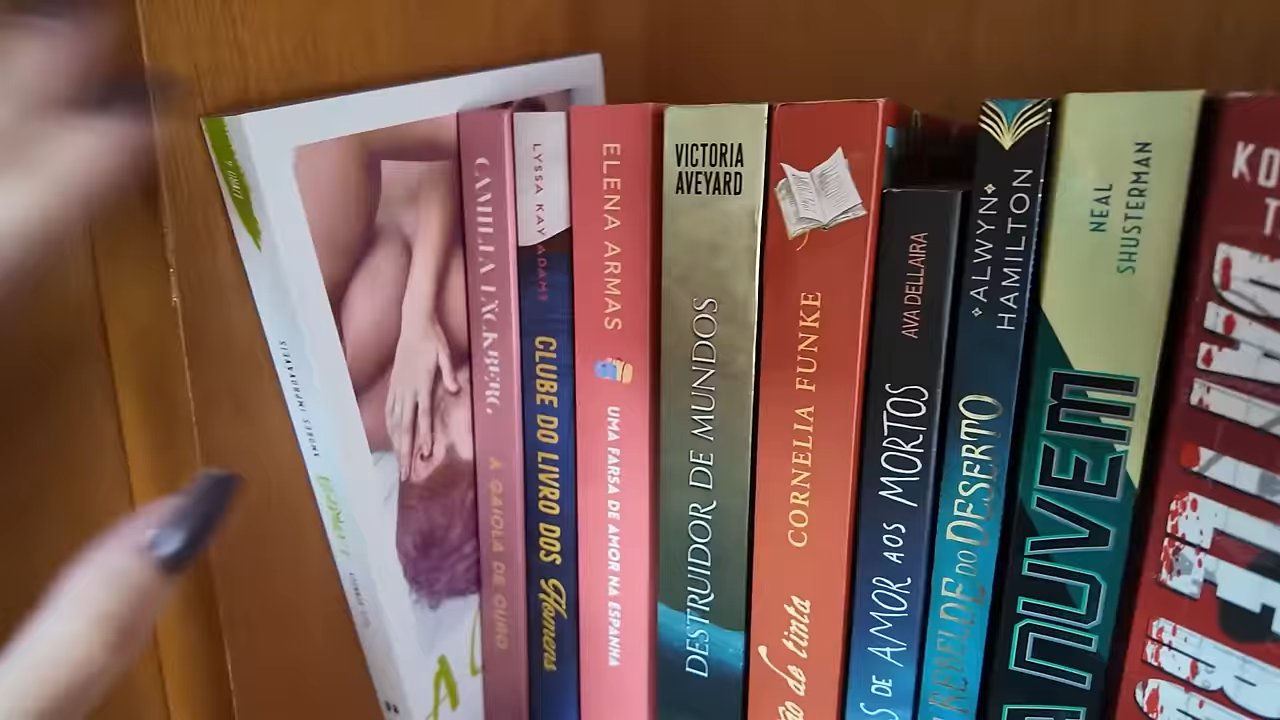 AMORES IMPROVÁVEIS
CAMILLA LÄCKBERG
A GAIOLA DE OURO
LYSSA KAY ADAMS
CLUBE DO LIVRO DOS
Homens
ELENA ARMAS
UMA FARSA DE AMOR NA ESPANHA
VICTORIA
AVEYARD
DESTRUIDOR DE MUNDOS
CORNELIA FUNKE
de tinta
AVA DELLAIRA
DE AMOR AOS MORTOS
ALWYN
HAMILTON
REBELDE DO DESERTO
NEAL
SHUSTERMAN
A NUVEM